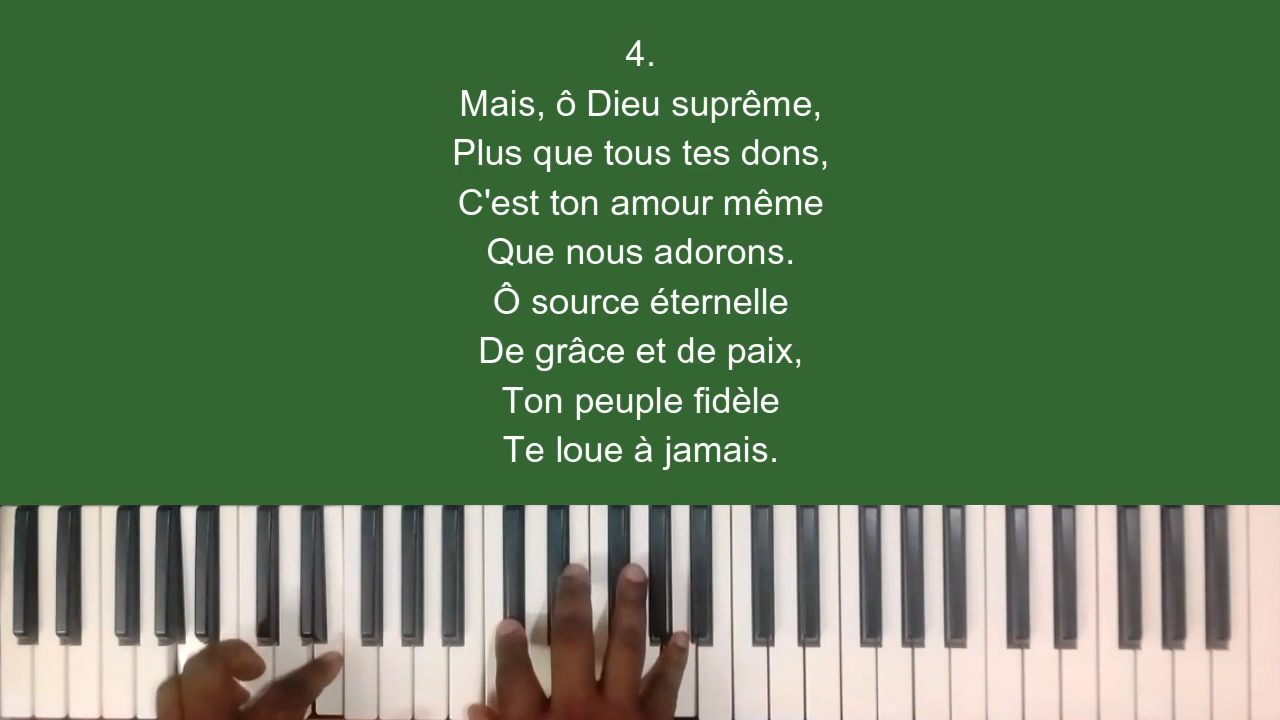 4.
Mais, ô Dieu suprême,
Plus que tous tes dons,
C'est ton amour même
Que nous adorons.
Ô source éternelle
De grâce et de paix,
Ton peuple fidèle
Te loue à jamais.